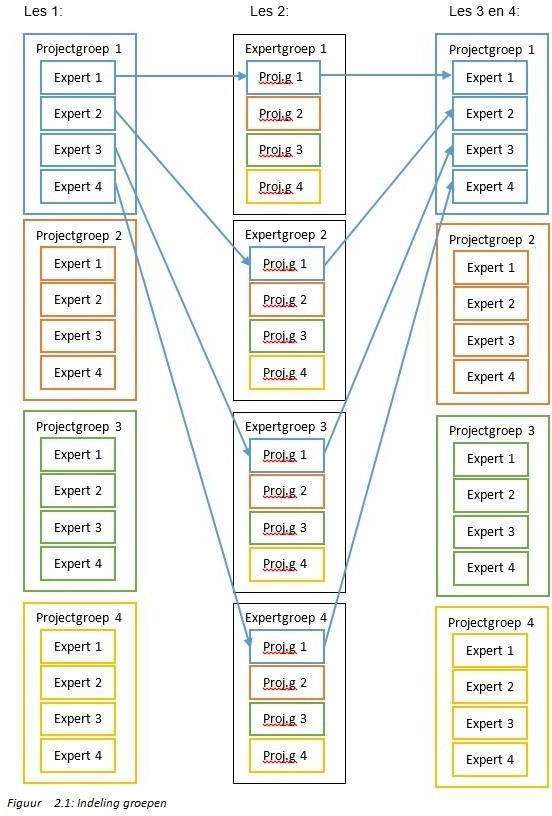 Les 1:
Les 2:
Les 3 en 4:
Projectgroep 1
Expert 1
Expert 2
Expert 3
Expert 4
Projectgroep 2
Expert 1
Expert 2
Expert 3
Expert 4
Projectgroep 3
Expert 1
Expert 2
Expert 3
Expert 4
Projectgroep 4
Expert 1
Expert 2
Expert 3
Expert 4
Expertgroep 1
Proj.g 1
Proj.g 2
Proj.g 3
Proj.g 4
Expertgroep 2
Proj.g 1
Proj.g 2
Proj.g 3
Proj.g 4
Expertgroep 3
Proj.g 1
Proj.g 2
Proj.g 3
Proj.g 4
Expertgroep 4
Proj.g 1
Proj.g 2
Proj.g 3
Proj.g 4
Projectgroep 1
Expert 1
Expert 2
Expert 3
Expert 4
Projectgroep 2
Expert 1
Expert 2
Expert 3
Expert 4
Projectgroep 3
Expert 1
Expert 2
Expert 3
Expert 4
Projectgroep 4
Expert 1
Expert 2
Expert 3
Expert 4
Figuur 2.1: Indeling groepen